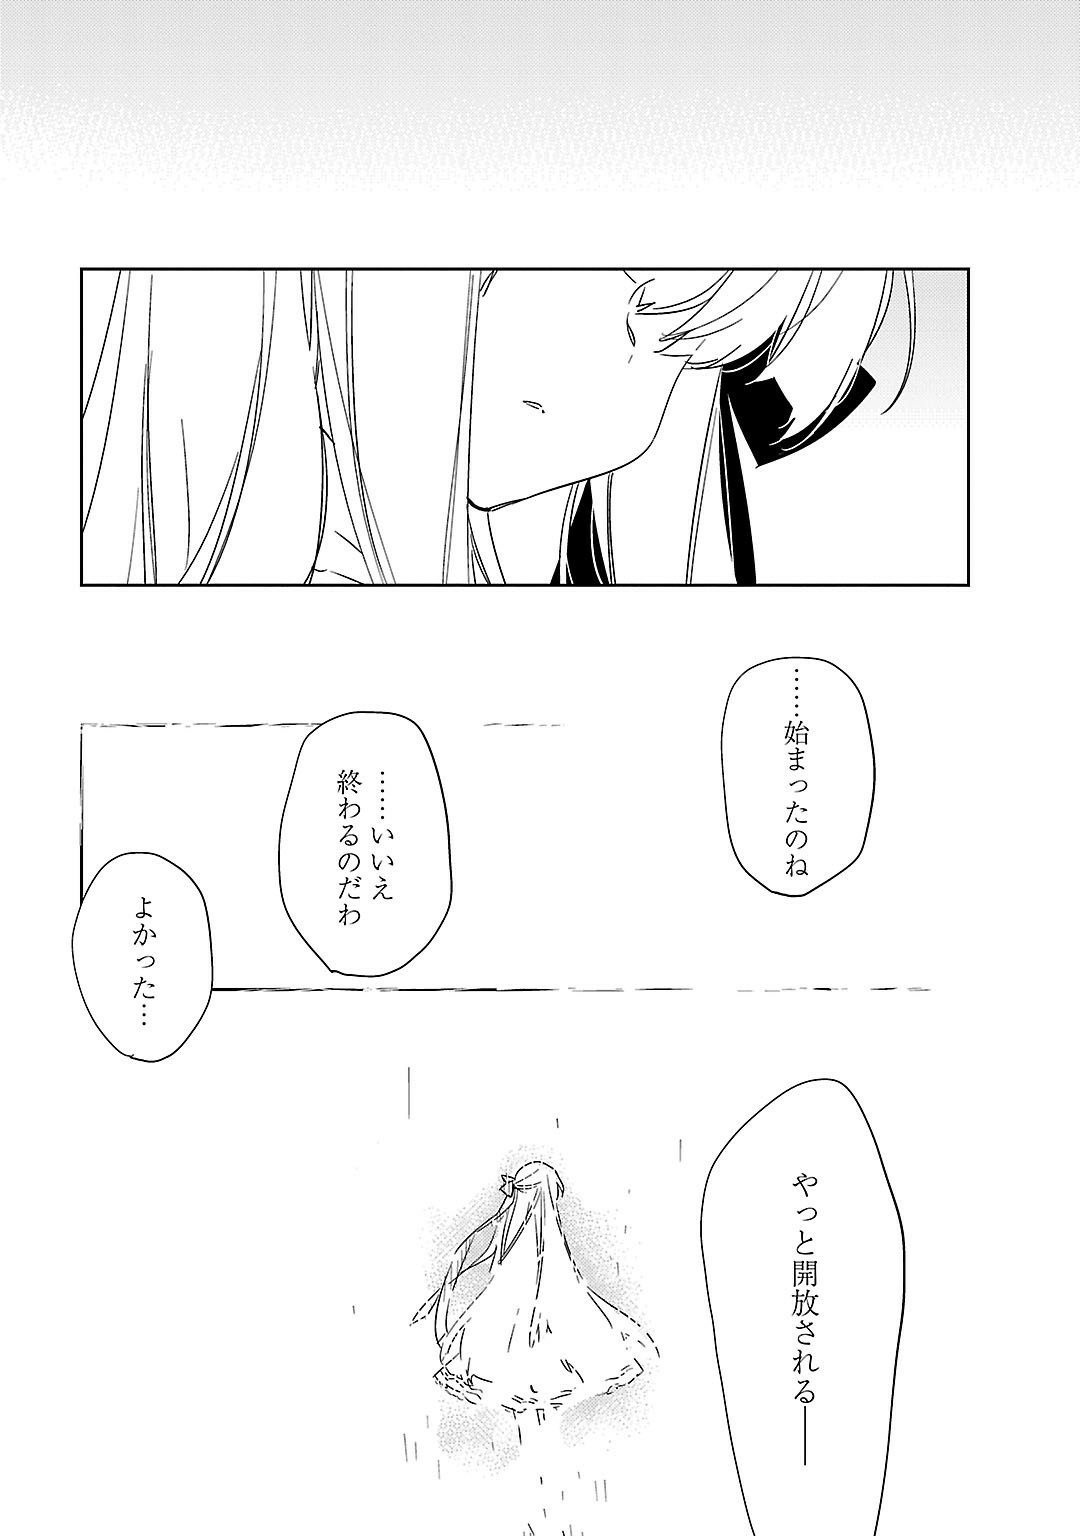 ……始まったのね
……いいえ
終わるのだわ
よかった…
やっと開放される――